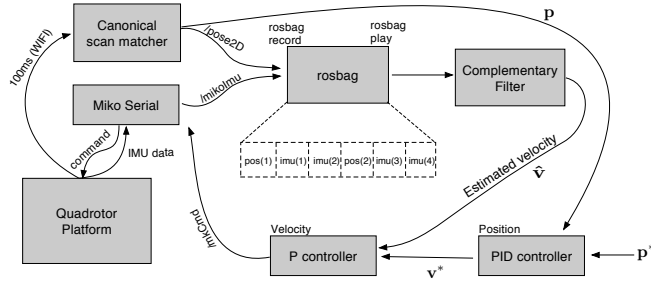 Canonical
scan matcher
100ms (WIFI)
/pose2D
rosbag
record
rosbag
play
p
rosbag
Complementary
Filter
Miko Serial
/mikoImu
command
IMU data
pos(1) imu(1) imu(2) pos(2) imu(3) imu(4)
Quadrotor
Platform
/mkCmd
Estimated velocity
v̂
Velocity
P controller
v*
Position
PID controller
p*